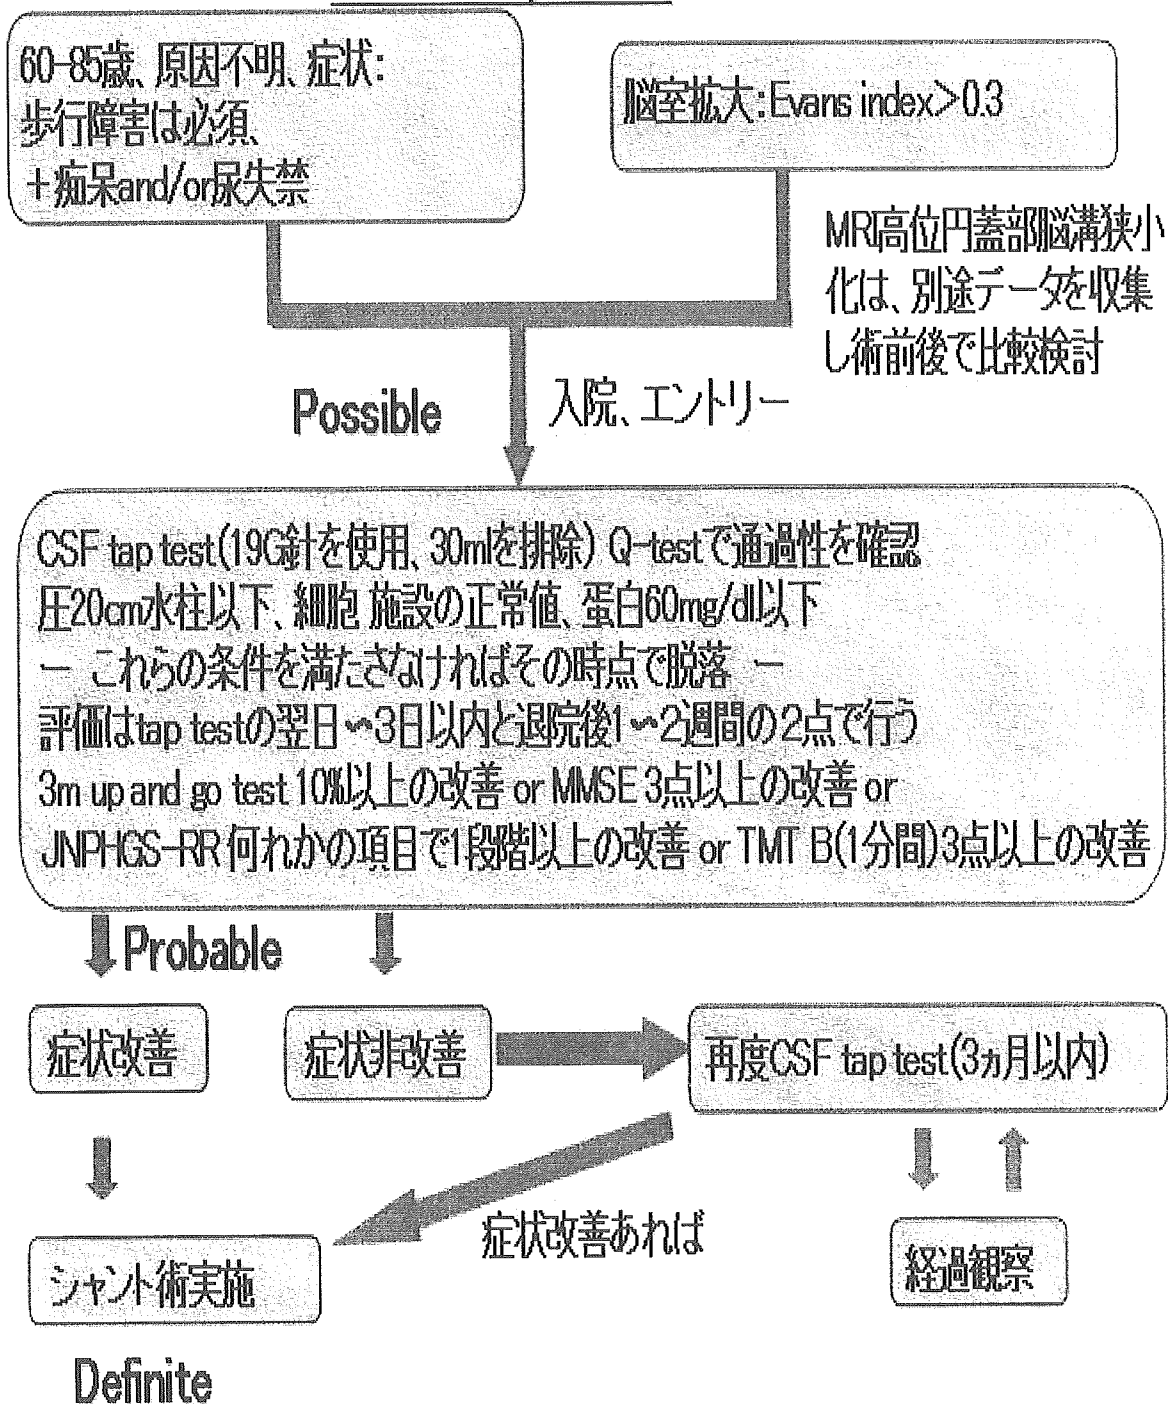 60-85歳、原因不明、症状:
歩行障害は必須、
+痴呆and/or尿失禁
脳室拡大:Evans index>0.3
MR高位円蓋部脳溝狭小
化は、別途データを収集
し術前後で比較検討
Possible
入院、エントリー
CSF tap test(19G針を使用、30mlを排除) Q-testで通過性を確認
圧20cm水柱以下、細胞 施設の正常値、蛋白60mg/dl以下
ー これらの条件を満たさなければその時点で脱落 ー
評価はtap testの翌日〜3日以内と退院後1〜2週間の2点で行う
3m up and go test 10%以上の改善 or MMSE 3点以上の改善 or
JNPHGS-RR 何れかの項目で1段階以上の改善 or TMT B(1分間)3点以上の改善
Probable
症状改善
症状非改善
再度CSF tap test(3ヵ月以内)
症状改善あれば
シャント術実施
経過観察
Definite